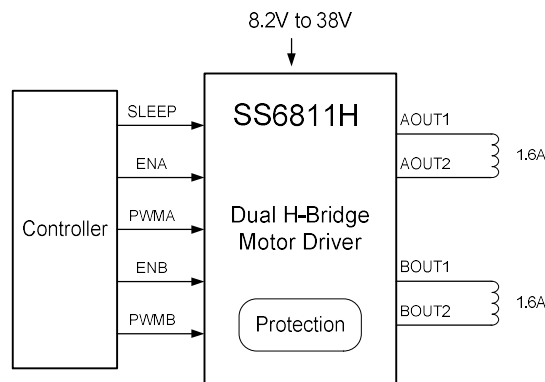 8.2V to 38V
SLEEP
ENA
PWMA
ENB
PWMB
Controller
SS6811H
Dual H-Bridge
Motor Driver
Protection
AOUT1
AOUT2
1.6A
BOUT1
BOUT2
1.6A